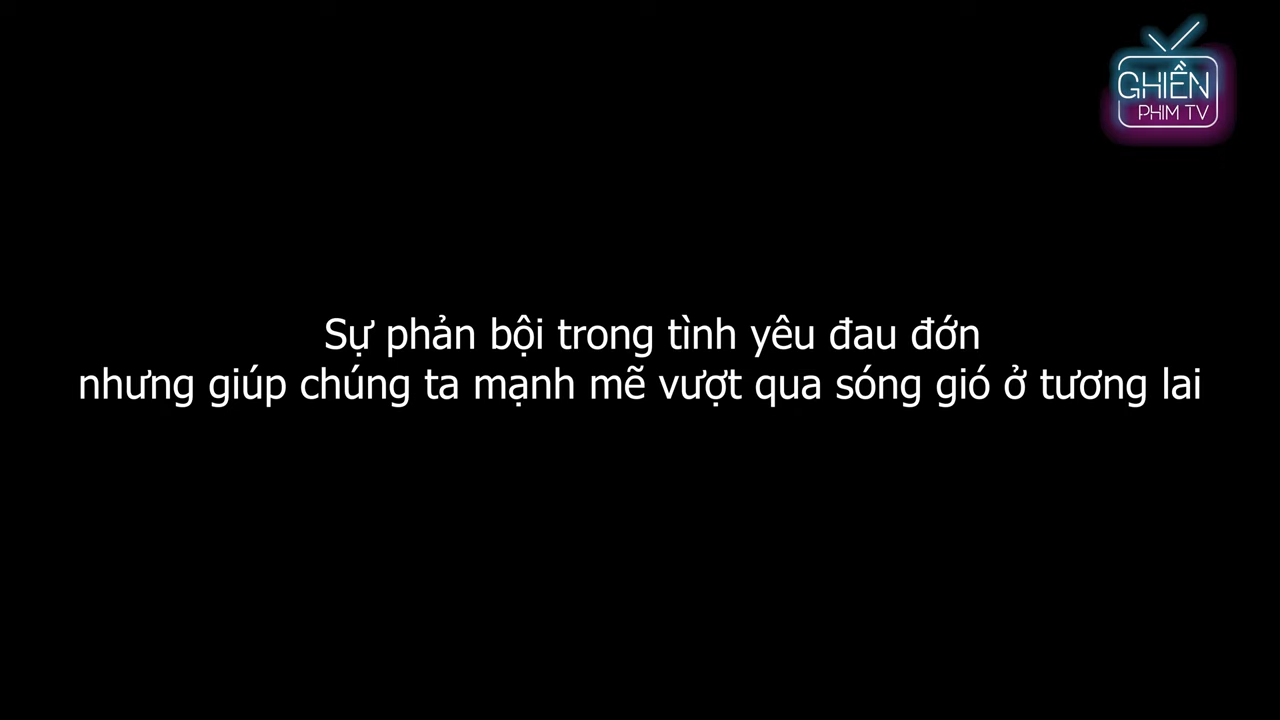 GHIỀN
PHIM TV
Sự phản bội trong tình yêu đau đớn
nhưng giúp chúng ta mạnh mẽ vượt qua sóng gió ở tương lai